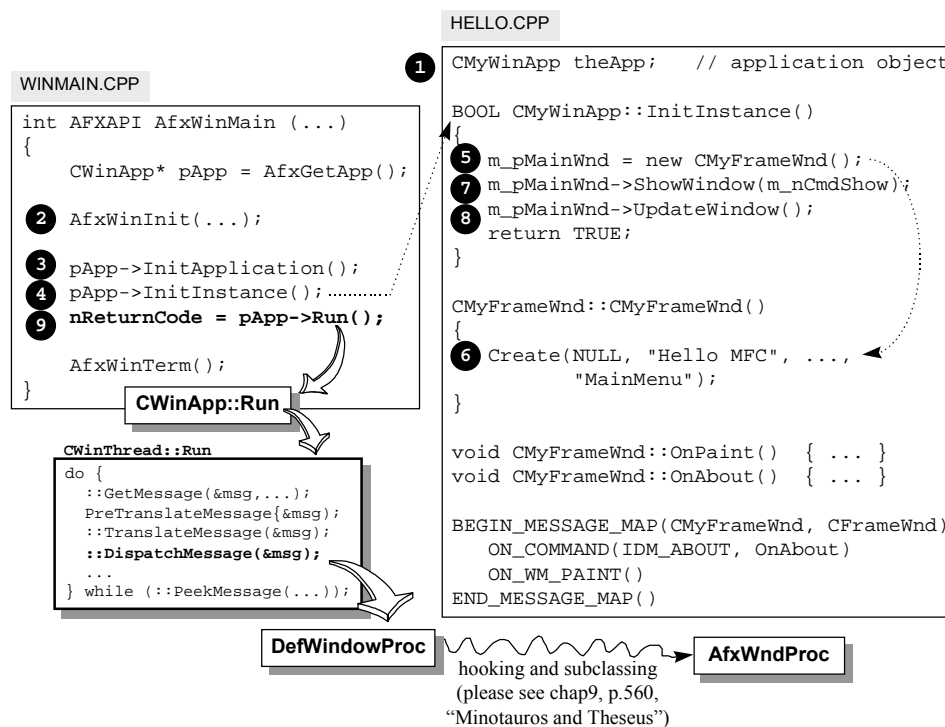 HELLO.CPP
1 CMyWinApp theApp;   // application object
BOOL CMyWinApp::InitInstance()
{
5 m_pMainWnd = new CMyFrameWnd();
7 m_pMainWnd->ShowWindow(m_nCmdShow);
8 m_pMainWnd->UpdateWindow();
return TRUE;
}
CMyFrameWnd::CMyFrameWnd()
{
6 Create(NULL, "Hello MFC", ...,
"MainMenu");
}
void CMyFrameWnd::OnPaint()  { ... }
void CMyFrameWnd::OnAbout()  { ... }
BEGIN_MESSAGE_MAP(CMyFrameWnd, CFrameWnd)
ON_COMMAND(IDM_ABOUT, OnAbout)
ON_WM_PAINT()
END_MESSAGE_MAP()
WINMAIN.CPP
int AFXAPI AfxWinMain (...)
{
CWinApp* pApp = AfxGetApp();
2 AfxWinInit(...);
3 pApp->InitApplication();
4 pApp->InitInstance();
9 nReturnCode = pApp->Run();
AfxWinTerm();
}
CWinApp::Run
CWinThread::Run
do {
::GetMessage(&msg,...);
PreTranslateMessage{&msg);
::TranslateMessage(&msg);
::DispatchMessage(&msg);
...
} while (::PeekMessage(...));
DefWindowProc
hooking and subclassing
(please see chap9, p.560,
“Minotauros and Theseus”)
AfxWndProc